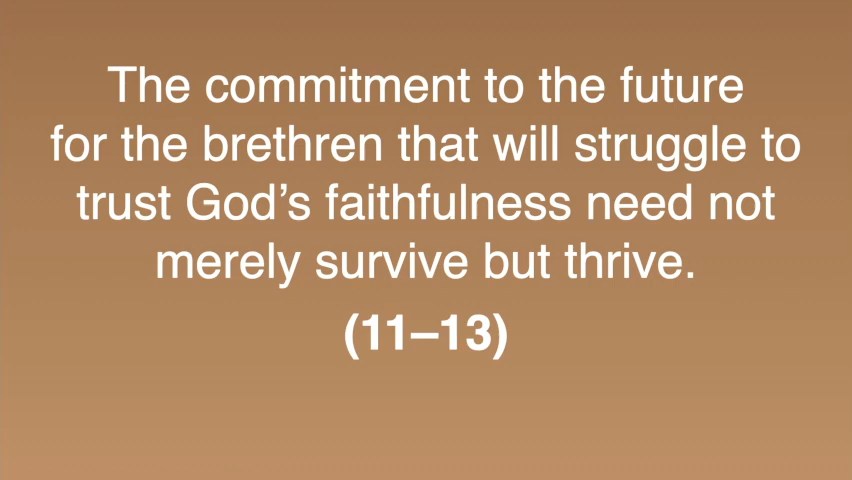 The commitment to the future
for the brethren that will struggle to
trust God’s faithfulness need not
merely survive but thrive.
(11–13)